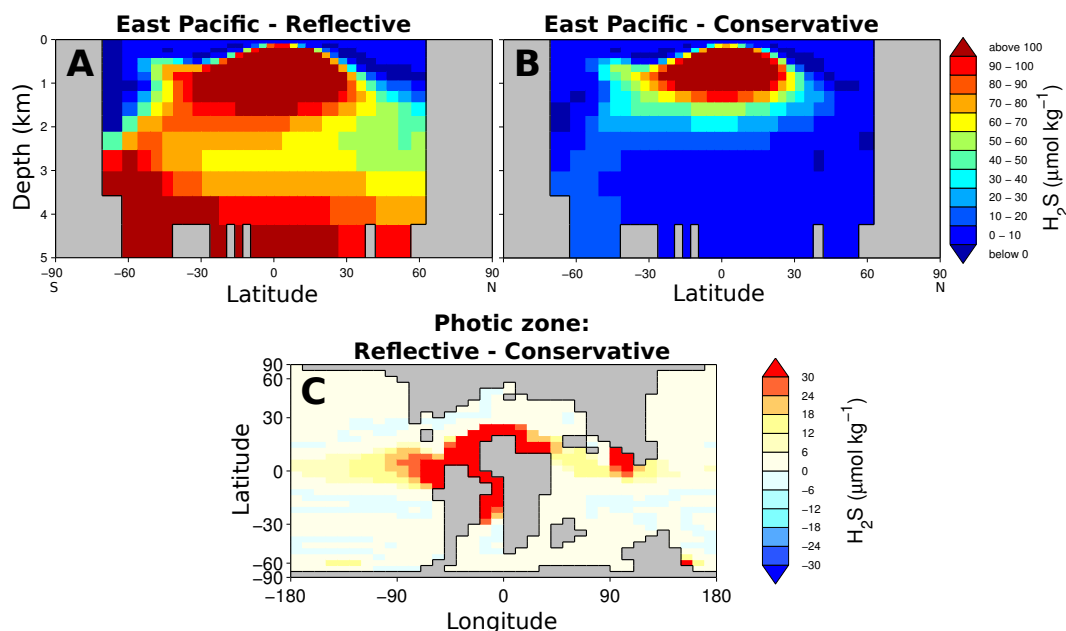 East Pacific - Reflective
East Pacific - Conservative
A
B
0
1
2
3
4
5
Depth (km)
−90
−60
−30
0
30
60
90
S
N
Latitude
−60
−30
0
30
60
90
N
Latitude
above 100
90 – 100
80 – 90
70 – 80
60 – 70
50 – 60
40 – 50
30 – 40
20 – 30
10 – 20
0 – 10
below 0
H₂S (μmol kg⁻¹)
Photic zone:
Reflective - Conservative
C
90
60
30
0
−30
−60
−90
Latitude
−180
−90
0
90
180
Longitude
30
24
18
12
6
0
−6
−12
−18
−24
−30
H₂S (μmol kg⁻¹)